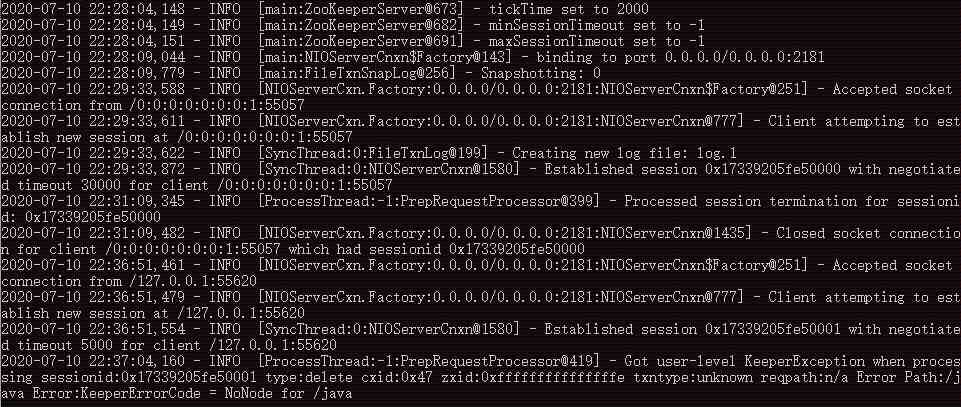 2020-07-10 22:28:04,148 - INFO  [main:ZooKeeperServer@673] - tickTime set to 2000
2020-07-10 22:28:04,149 - INFO  [main:ZooKeeperServer@682] - minSessionTimeout set to -1
2020-07-10 22:28:04,151 - INFO  [main:ZooKeeperServer@691] - maxSessionTimeout set to -1
2020-07-10 22:28:09,044 - INFO  [main:NIOServerCnxn$Factory@143] - binding to port 0.0.0.0/0.0.0.0:2181
2020-07-10 22:28:09,779 - INFO  [main:FileTxnSnapLog@256] - Snapshotting: 0
2020-07-10 22:29:33,588 - INFO  [NIOServerCxn.Factory:0.0.0.0/0.0.0.0:2181:NIOServerCnxn$Factory@251] - Accepted socket
connection from /0:0:0:0:0:0:0:1:55057
2020-07-10 22:29:33,611 - INFO  [NIOServerCxn.Factory:0.0.0.0/0.0.0.0:2181:NIOServerCnxn@777] - Client attempting to est
ablish new session at /0:0:0:0:0:0:0:1:55057
2020-07-10 22:29:33,622 - INFO  [SyncThread:0:FileTxnLog@199] - Creating new log file: log.1
2020-07-10 22:29:33,872 - INFO  [SyncThread:0:NIOServerCnxn@1580] - Established session 0x17339205fe50000 with negotiate
d timeout 30000 for client /0:0:0:0:0:0:0:1:55057
2020-07-10 22:31:09,345 - INFO  [ProcessThread:-1:PrepRequestProcessor@399] - Processed session termination for sessioni
d: 0x17339205fe50000
2020-07-10 22:31:09,482 - INFO  [NIOServerCxn.Factory:0.0.0.0/0.0.0.0:2181:NIOServerCnxn@1435] - Closed socket connectio
n for client /0:0:0:0:0:0:0:1:55057 which had sessionid 0x17339205fe50000
2020-07-10 22:36:51,461 - INFO  [NIOServerCxn.Factory:0.0.0.0/0.0.0.0:2181:NIOServerCnxn$Factory@251] - Accepted socket
connection from /127.0.0.1:55620
2020-07-10 22:36:51,479 - INFO  [NIOServerCxn.Factory:0.0.0.0/0.0.0.0:2181:NIOServerCnxn@777] - Client attempting to est
ablish new session at /127.0.0.1:55620
2020-07-10 22:36:51,554 - INFO  [SyncThread:0:NIOServerCnxn@1580] - Established session 0x17339205fe50001 with negotiate
d timeout 5000 for client /127.0.0.1:55620
2020-07-10 22:37:04,160 - INFO  [ProcessThread:-1:PrepRequestProcessor@419] - Got user-level KeeperException when proces
sing sessionid:0x17339205fe50001 type:delete cxid:0x47 zxid:0xfffffffffffffffe txntype:unknown reqpath:n/a Error Path:/j
ava Error:KeeperErrorCode = NoNode for /java